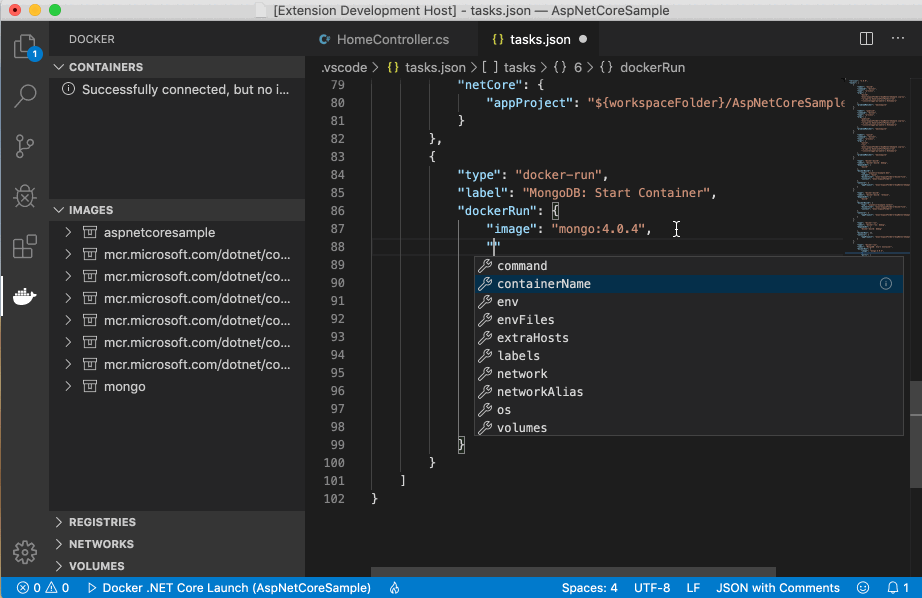 [Extension Development Host] - tasks.json — AspNetCoreSample
DOCKER
HomeController.cs
{} tasks.json
.vscode > {} tasks.json > [ ] tasks > {} 6 > {} dockerRun
CONTAINERS
Successfully connected, but no i...
IMAGES
aspnetcoresample
mcr.microsoft.com/dotnet/co...
mcr.microsoft.com/dotnet/co...
mcr.microsoft.com/dotnet/co...
mcr.microsoft.com/dotnet/co...
mcr.microsoft.com/dotnet/co...
mcr.microsoft.com/dotnet/co...
mongo
REGISTRIES
NETWORKS
VOLUMES
1
79 "netCore": {
80 "appProject": "${workspaceFolder}/AspNetCoreSample
81 }
82 },
83 {
84 "type": "docker-run",
85 "label": "MongoDB: Start Container",
86 "dockerRun": {
87 "image": "mongo:4.0.4",
88 ""
89
90
91
92
93
94
95
96
97
98
99 }
100 }
101 ]
102 }
command
containerName
env
envFiles
extraHosts
labels
network
networkAlias
os
volumes
0 0 Docker .NET Core Launch (AspNetCoreSample) Spaces: 4 UTF-8 LF JSON with Comments 1